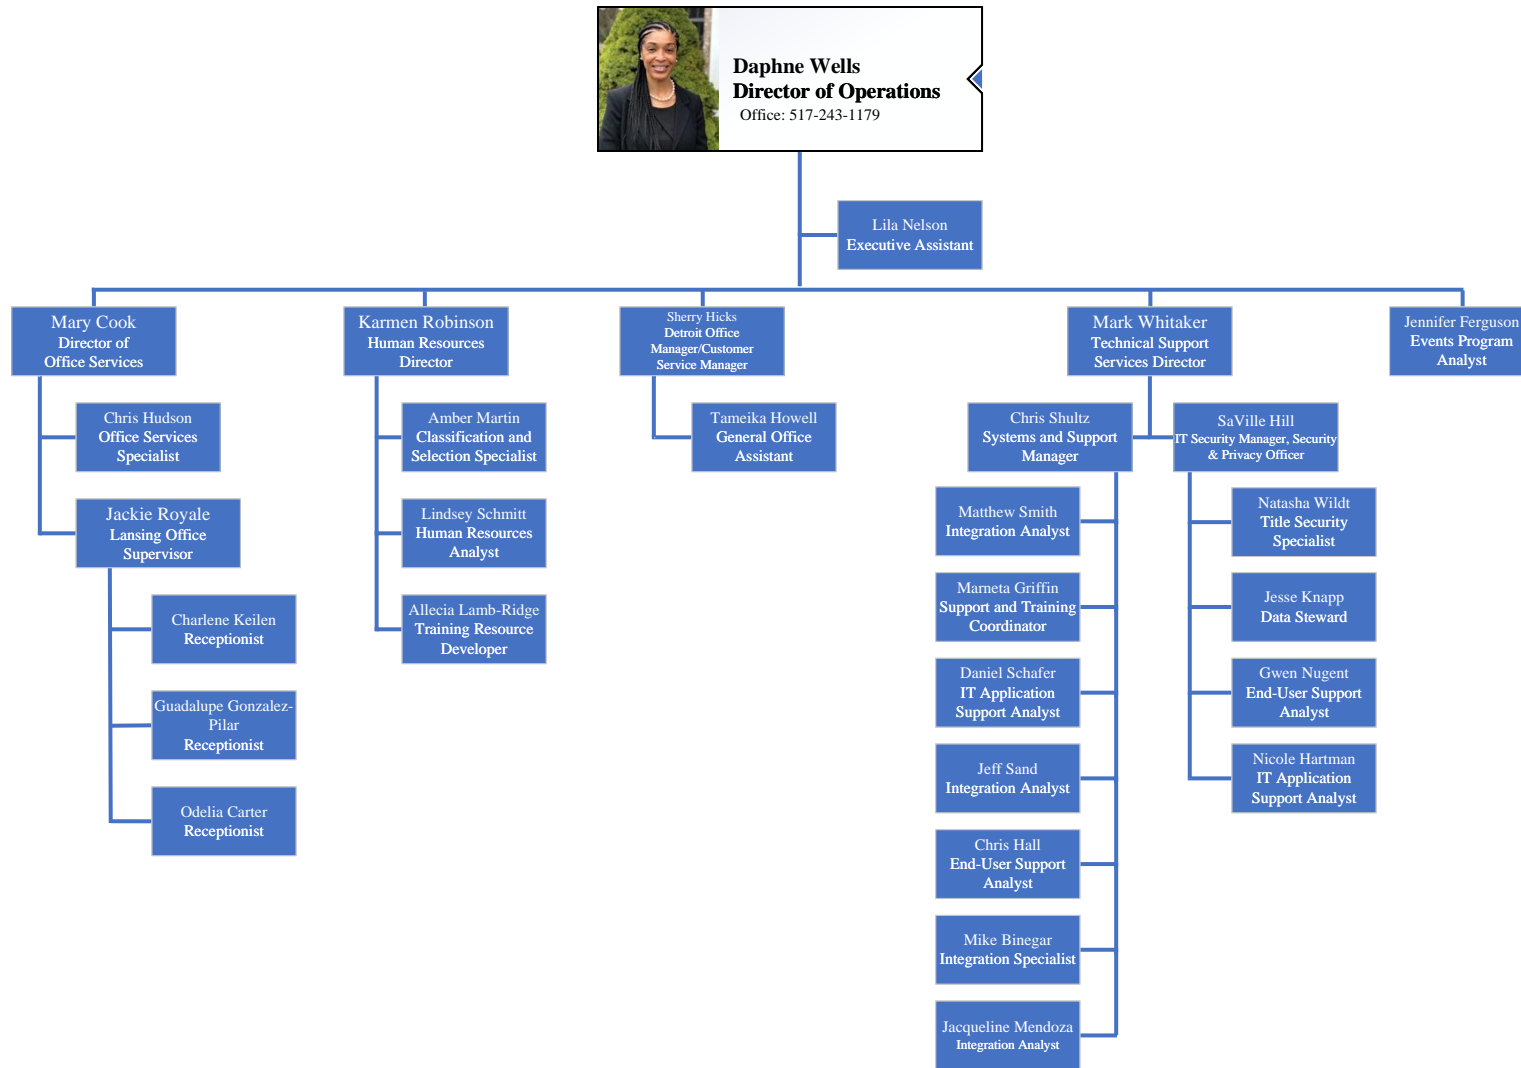 Daphne Wells
Director of Operations
Office: 517-243-1179
Lila Nelson
Executive Assistant
Mary Cook
Director of
Office Services
Chris Hudson
Office Services
Specialist
Jackie Royale
Lansing Office
Supervisor
Charlene Keilen
Receptionist
Guadalupe Gonzalez-
Pilar
Receptionist
Odelia Carter
Receptionist
Karmen Robinson
Human Resources
Director
Amber Martin
Classification and
Selection Specialist
Lindsey Schmitt
Human Resources
Analyst
Allecia Lamb-Ridge
Training Resource
Developer
Sherry Hicks
Detroit Office
Manager/Customer
Service Manager
Tameika Howell
General Office
Assistant
Mark Whitaker
Technical Support
Services Director
Chris Shultz
Systems and Support
Manager
Matthew Smith
Integration Analyst
Marneta Griffin
Support and Training
Coordinator
Daniel Schafer
IT Application
Support Analyst
Jeff Sand
Integration Analyst
Chris Hall
End-User Support
Analyst
Mike Binegar
Integration Specialist
Jacqueline Mendoza
Integration Analyst
SaVille Hill
IT Security Manager, Security
& Privacy Officer
Natasha Wildt
Title Security
Specialist
Jesse Knapp
Data Steward
Gwen Nugent
End-User Support
Analyst
Nicole Hartman
IT Application
Support Analyst
Jennifer Ferguson
Events Program
Analyst